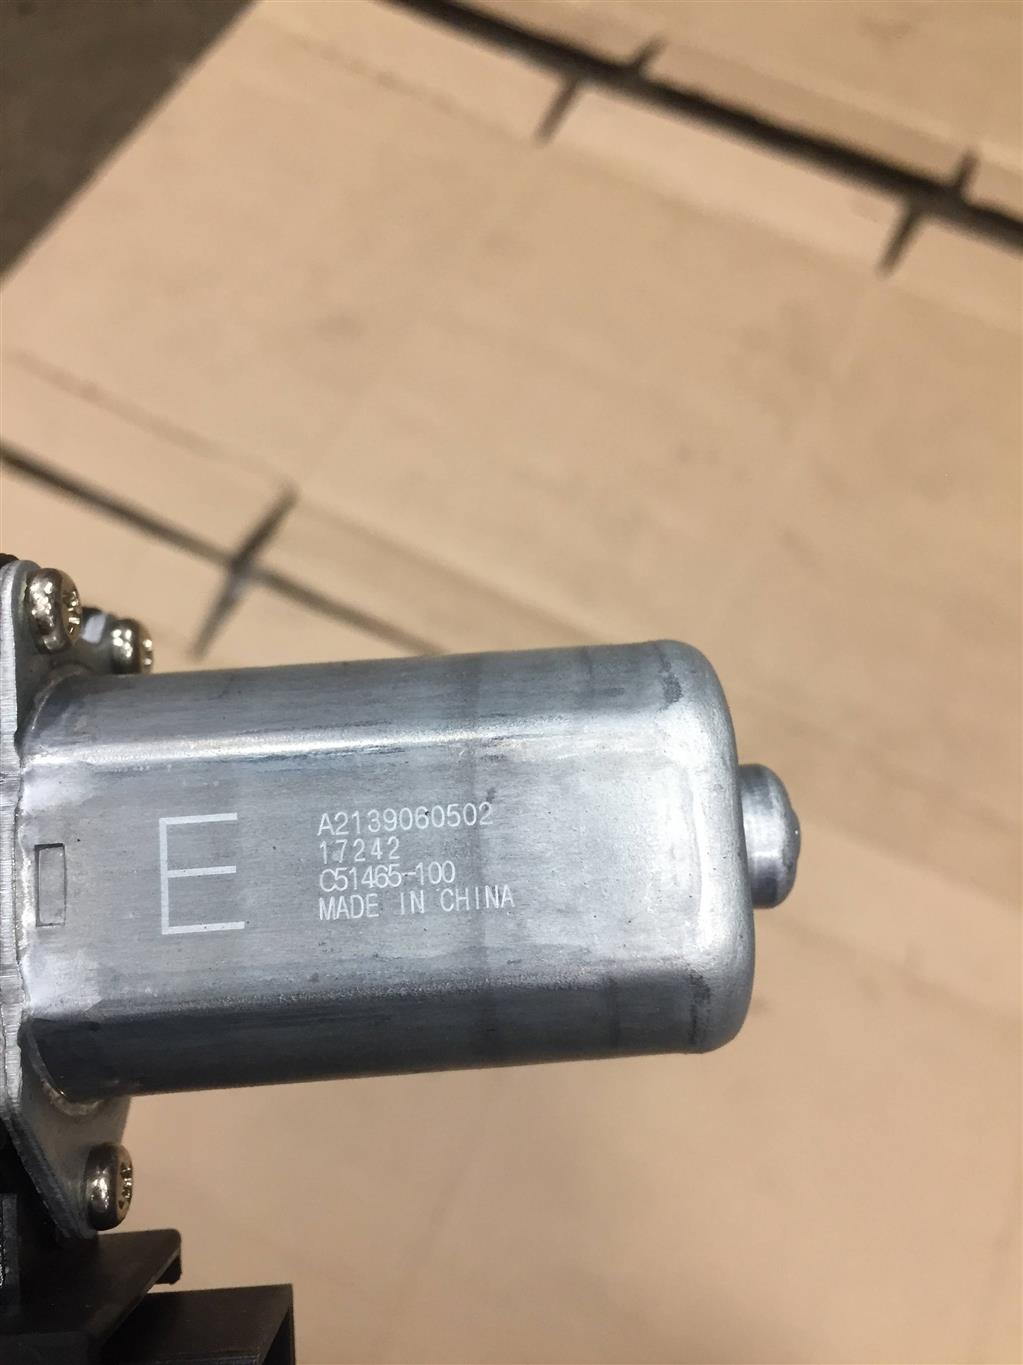 E
A2139060502
17242
C51465-100
MADE IN CHINA